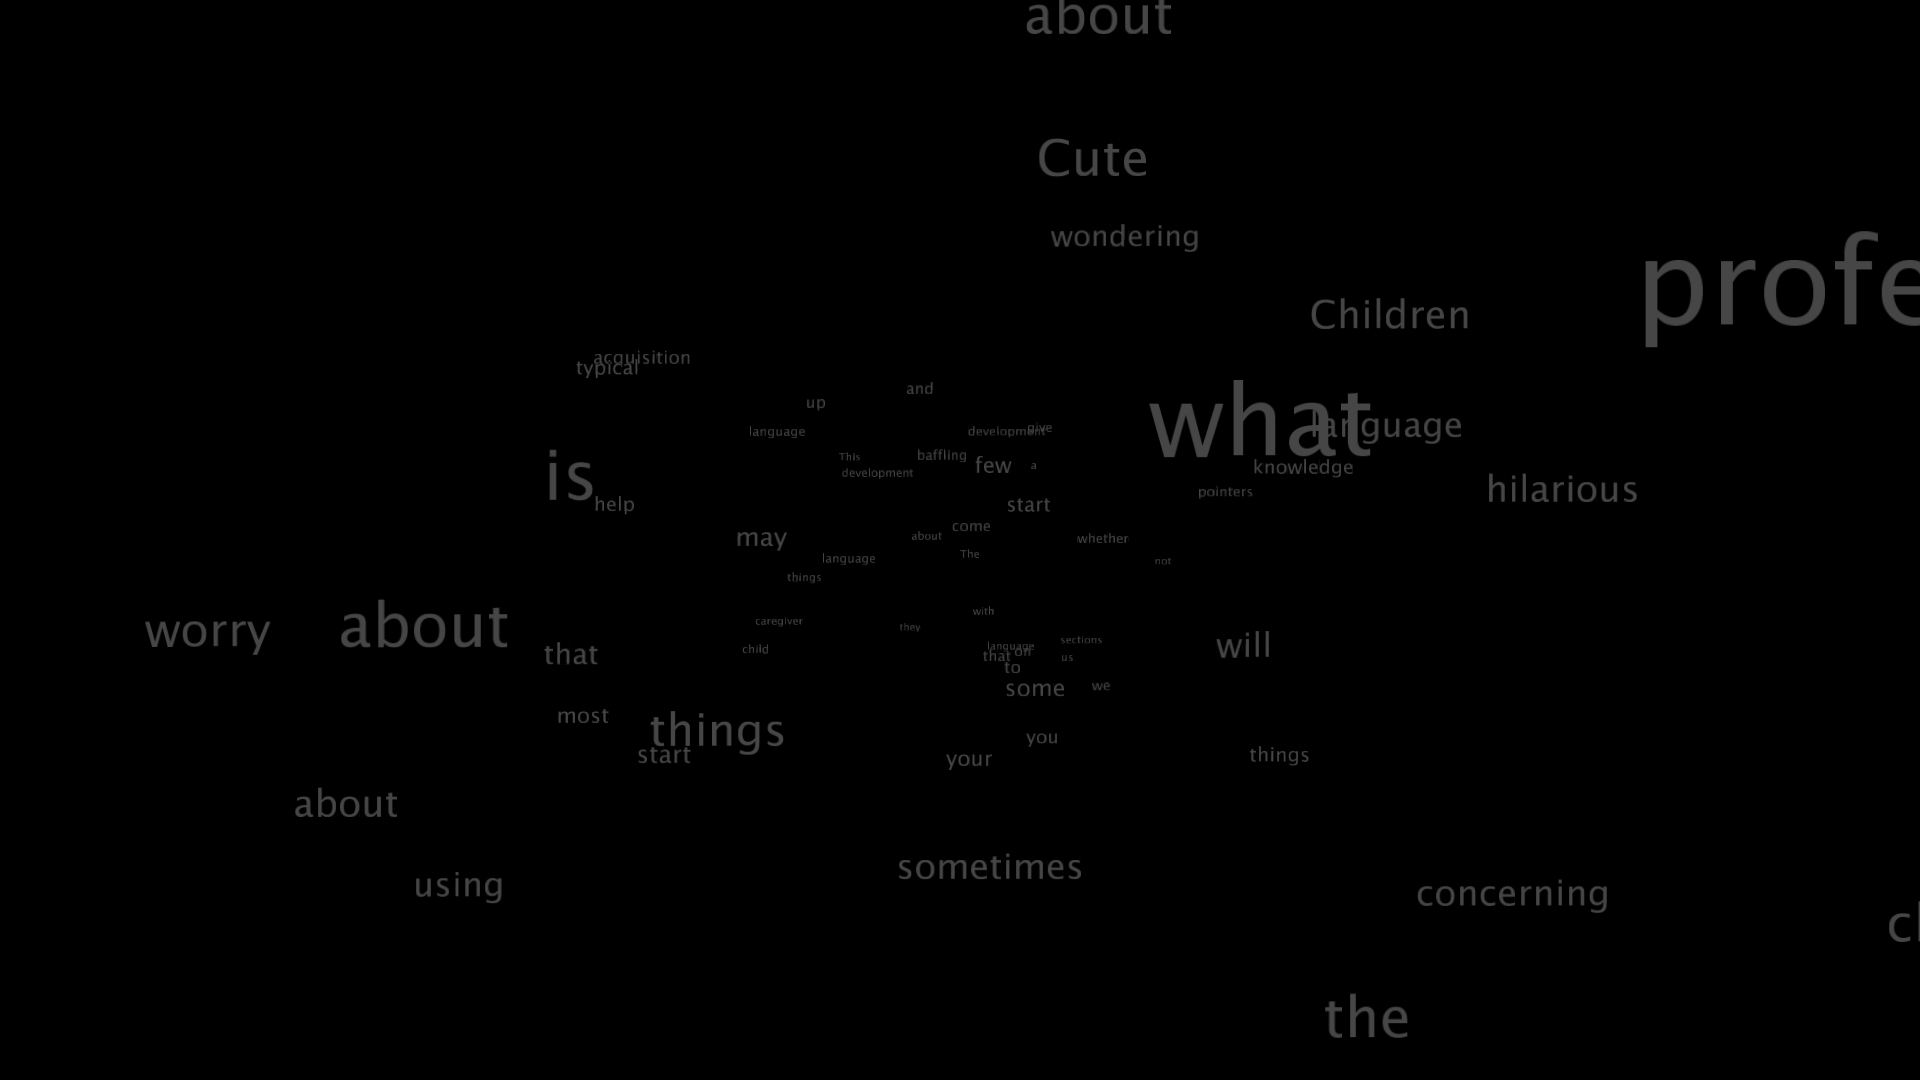 about
Cute
wondering
profe
Children
acquisition
typical
and
up
what
language
language
development
give
This
baffling
few
a
knowledge
development
is
help
pointers
hilarious
start
may
come
about
whether
The
language
not
things
with
caregiver
they
worry
about
that
child
language
sections
on
that
us
to
will
some
we
most
things
start
you
your
things
about
sometimes
using
concerning
the